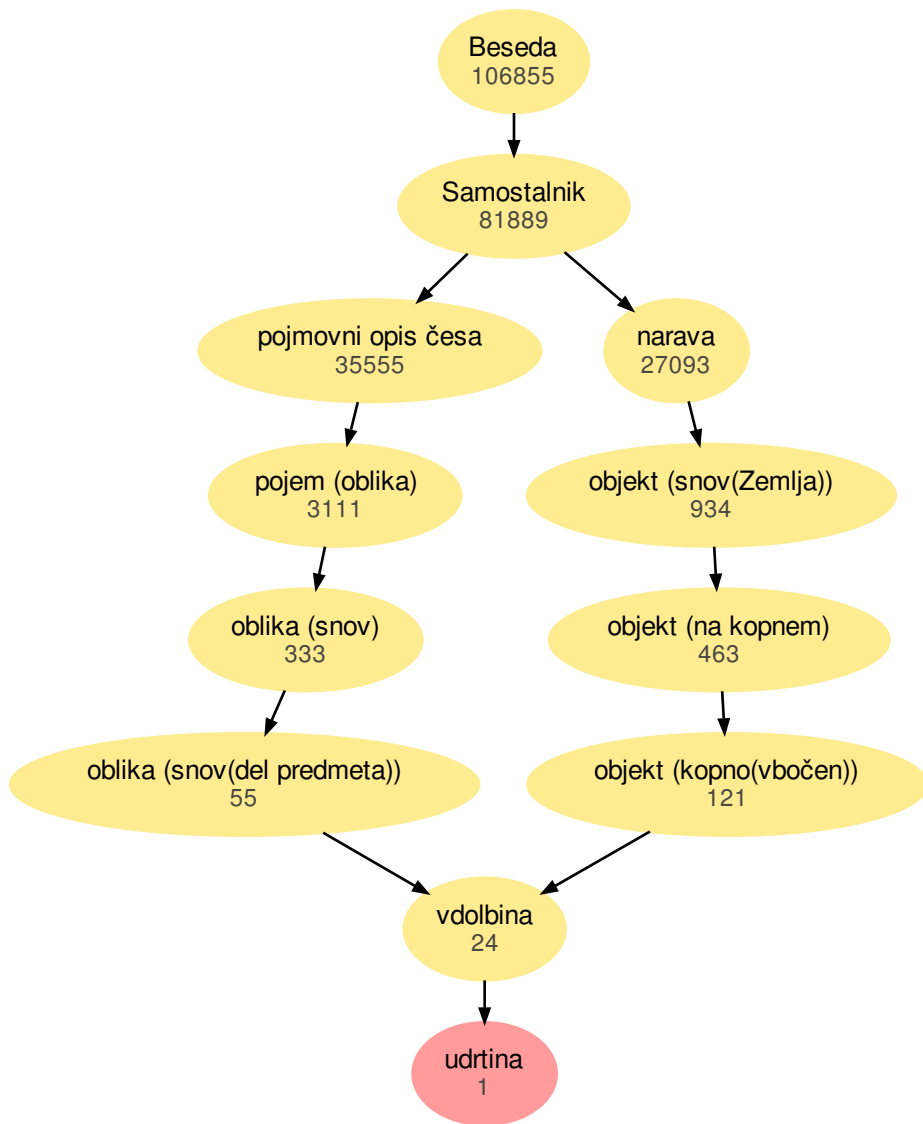 Beseda
106855
Samostalnik
81889
pojmovni opis česa
35555
narava
27093
pojem (oblika)
3111
objekt (snov(Zemlja))
934
oblika (snov)
333
objekt (na kopnem)
463
oblika (snov(del predmeta))
55
objekt (kopno(vbočen))
121
vdolbina
24
udrtina
1